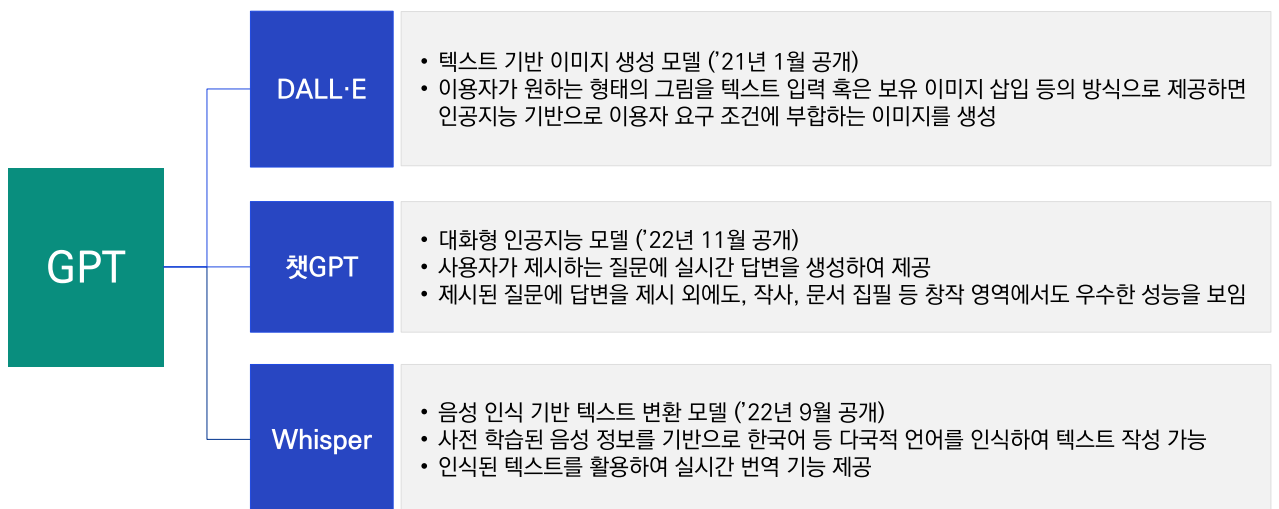 DALL·E
• 텍스트 기반 이미지 생성 모델 (’21년 1월 공개)
• 이용자가 원하는 형태의 그림을 텍스트 입력 혹은 보유 이미지 삽입 등의 방식으로 제공하면
인공지능 기반으로 이용자 요구 조건에 부합하는 이미지를 생성
GPT
챗GPT
• 대화형 인공지능 모델 (’22년 11월 공개)
• 사용자가 제시하는 질문에 실시간 답변을 생성하여 제공
• 제시된 질문에 답변을 제시 외에도, 작사, 문서 집필 등 창작 영역에서도 우수한 성능을 보임
Whisper
• 음성 인식 기반 텍스트 변환 모델 (’22년 9월 공개)
• 사전 학습된 음성 정보를 기반으로 한국어 등 다국적 언어를 인식하여 텍스트 작성 가능
• 인식된 텍스트를 활용하여 실시간 번역 기능 제공